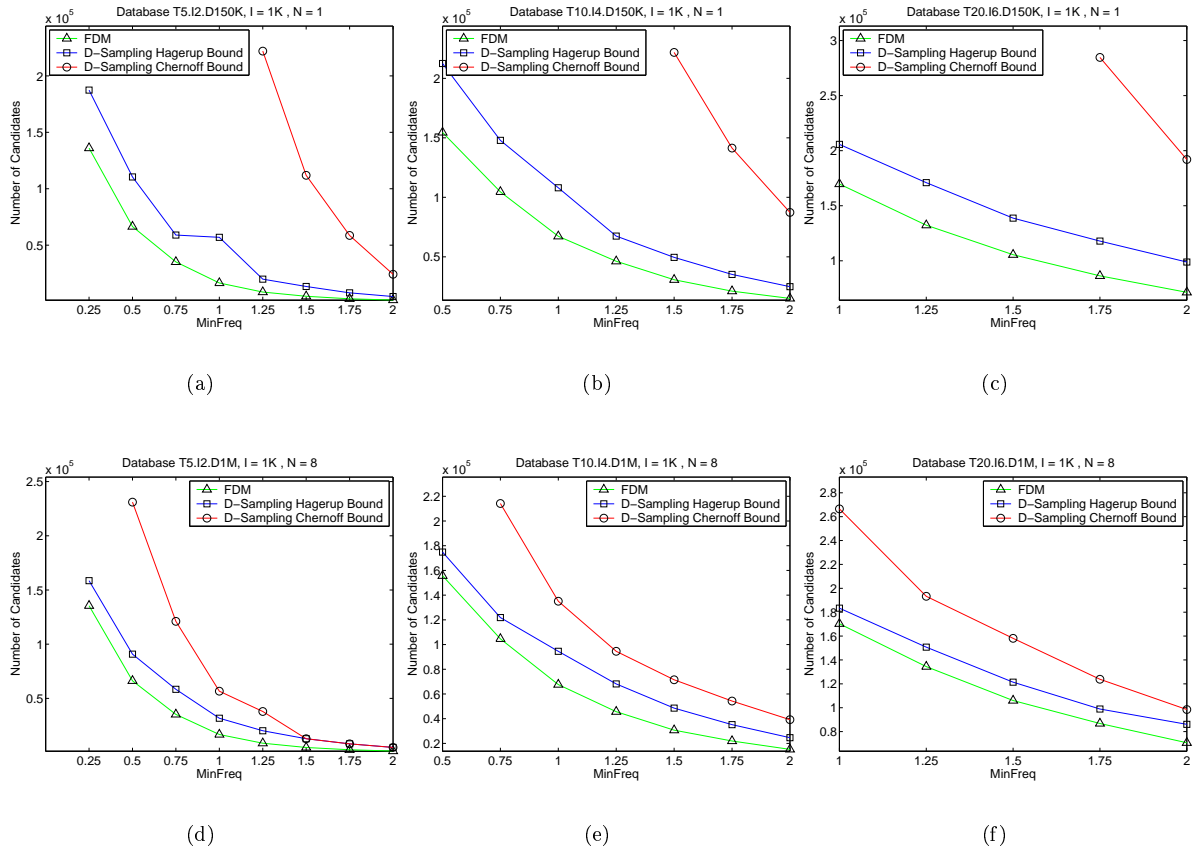 Database T5.I2.D150K, I = 1K , N = 1
x 10^5
FDM
D-Sampling Hagerup Bound
D-Sampling Chernoff Bound
Number of Candidates
2
1.5
1
0.5
0.25 0.5 0.75 1 1.25 1.5 1.75 2
MinFreq
(a)
Database T10.I4.D150K, I = 1K , N = 1
x 10^5
FDM
D-Sampling Hagerup Bound
D-Sampling Chernoff Bound
Number of Candidates
2
1.5
1
0.5
0.5 0.75 1 1.25 1.5 1.75 2
MinFreq
(b)
Database T20.I6.D150K, I = 1K , N = 1
x 10^5
FDM
D-Sampling Hagerup Bound
D-Sampling Chernoff Bound
Number of Candidates
3
2.5
2
1.5
1
1 1.25 1.5 1.75 2
MinFreq
(c)
Database T5.I2.D1M, I = 1K , N = 8
x 10^5
FDM
D-Sampling Hagerup Bound
D-Sampling Chernoff Bound
Number of Candidates
2.5
2
1.5
1
0.5
0.25 0.5 0.75 1 1.25 1.5 1.75 2
MinFreq
(d)
Database T10.I4.D1M, I = 1K , N = 8
x 10^5
FDM
D-Sampling Hagerup Bound
D-Sampling Chernoff Bound
Number of Candidates
2.2
2
1.8
1.6
1.4
1.2
1
0.8
0.6
0.4
0.2
0.5 0.75 1 1.25 1.5 1.75 2
MinFreq
(e)
Database T20.I6.D1M, I = 1K , N = 8
x 10^5
FDM
D-Sampling Hagerup Bound
D-Sampling Chernoff Bound
Number of Candidates
2.8
2.6
2.4
2.2
2
1.8
1.6
1.4
1.2
1
0.8
1 1.25 1.5 1.75 2
MinFreq
(f)